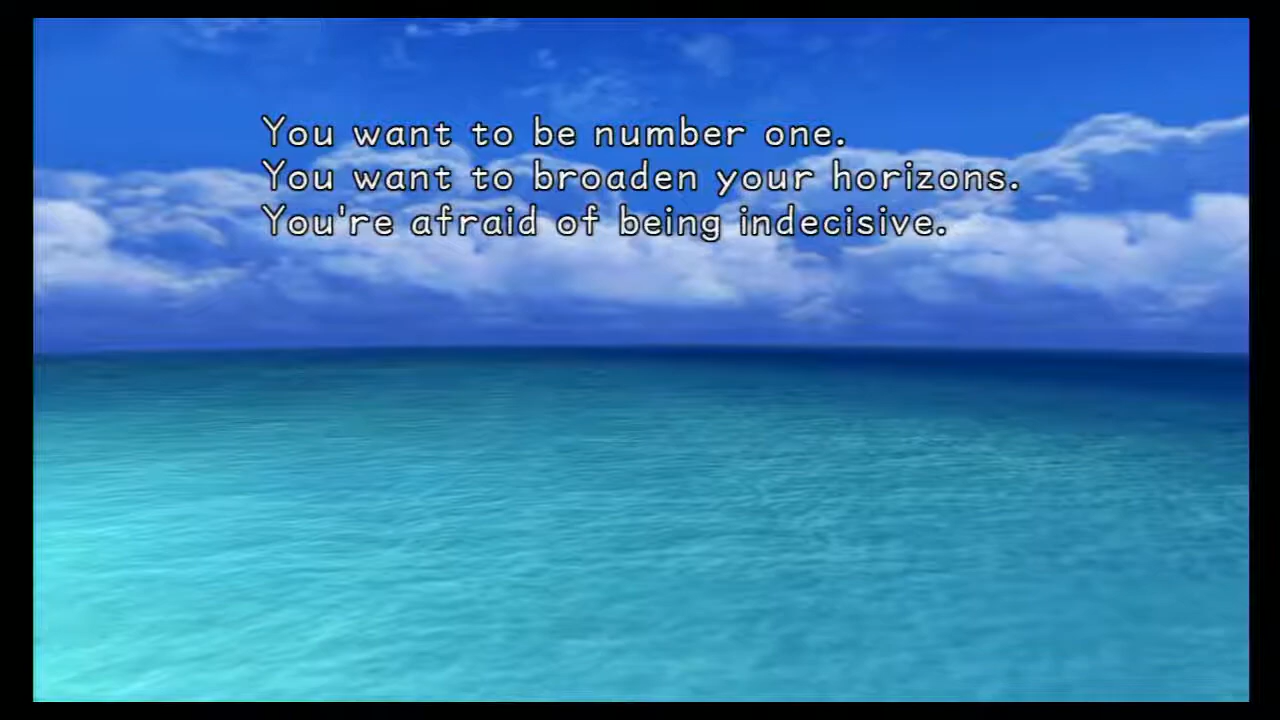 You want to be number one.
You want to broaden your horizons.
You're afraid of being indecisive.